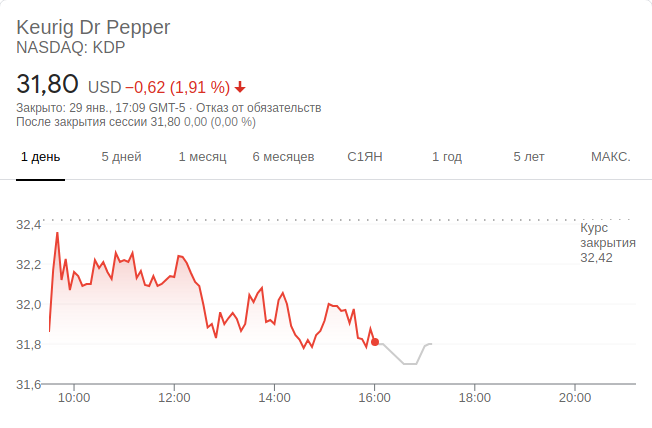 Keurig Dr Pepper
NASDAQ: KDP
31,80 USD −0,62 (1,91 %)
Закрыто: 29 янв., 17:09 GMT-5 · Отказ от обязательств
После закрытия сессии 31,80 0,00 (0,00 %)
1 день 5 дней 1 месяц 6 месяцев С1ЯН 1 год 5 лет МАКС.
32,4
Курс
закрытия
32,42
32,2
32,0
31,8
31,6
10:00 12:00 14:00 16:00 18:00 20:00